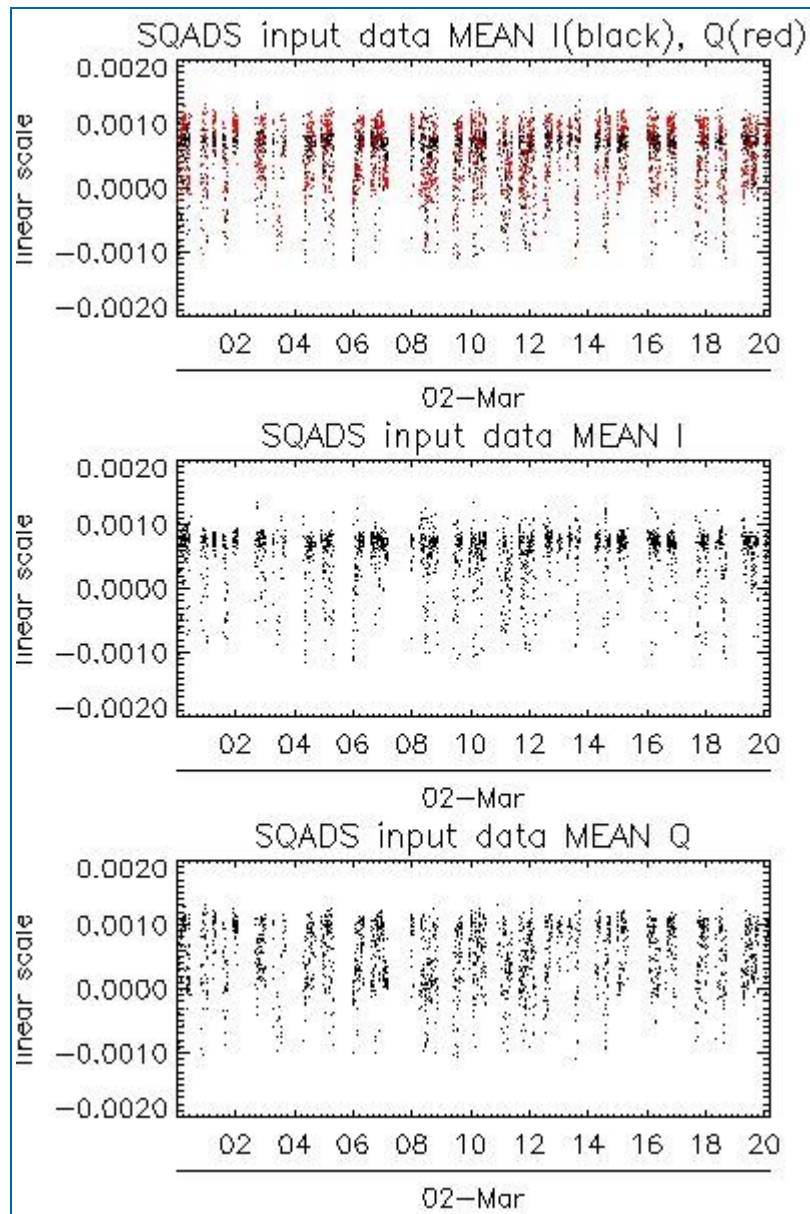 SQADS input data MEAN I(black), Q(red)
0.0020
0.0010
0.0000
-0.0010
-0.0020
linear scale
02 04 06 08 10 12 14 16 18 20
02-Mar
SQADS input data MEAN I
0.0020
0.0010
0.0000
-0.0010
-0.0020
linear scale
02 04 06 08 10 12 14 16 18 20
02-Mar
SQADS input data MEAN Q
0.0020
0.0010
0.0000
-0.0010
-0.0020
linear scale
02 04 06 08 10 12 14 16 18 20
02-Mar